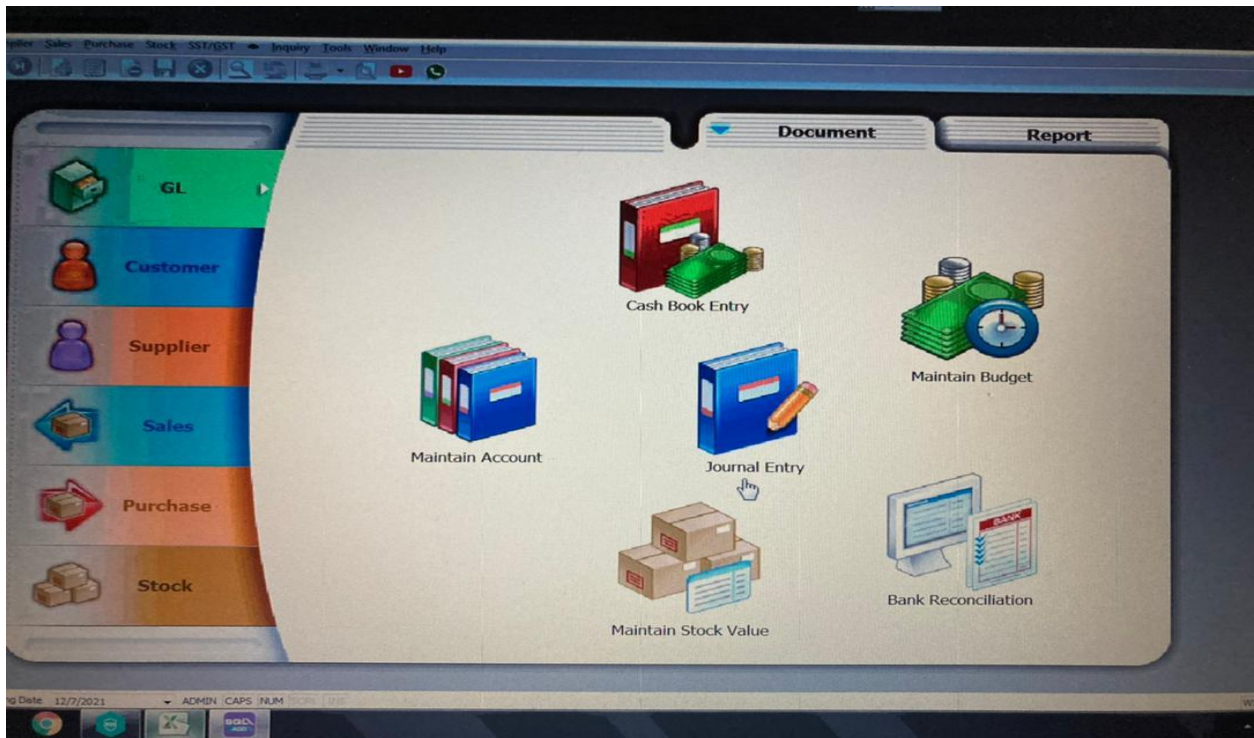 Sales Purchase Stock SST/GST Inquiry Tools Window Help
Document
Report
GL
Customer
Supplier
Sales
Purchase
Stock
Cash Book Entry
Maintain Budget
Maintain Account
Journal Entry
BANK
Bank Reconciliation
Maintain Stock Value
Date 12/7/2021 ADMIN CAPS NUM
SQL